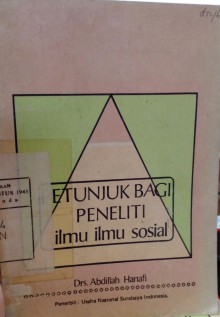 ETUNJUK BAGI
PENELITI
ilmu ilmu sosial
Drs. Abdillah Hanafi
Penerbit : Usaha Nasional Surabaya Indonesia.